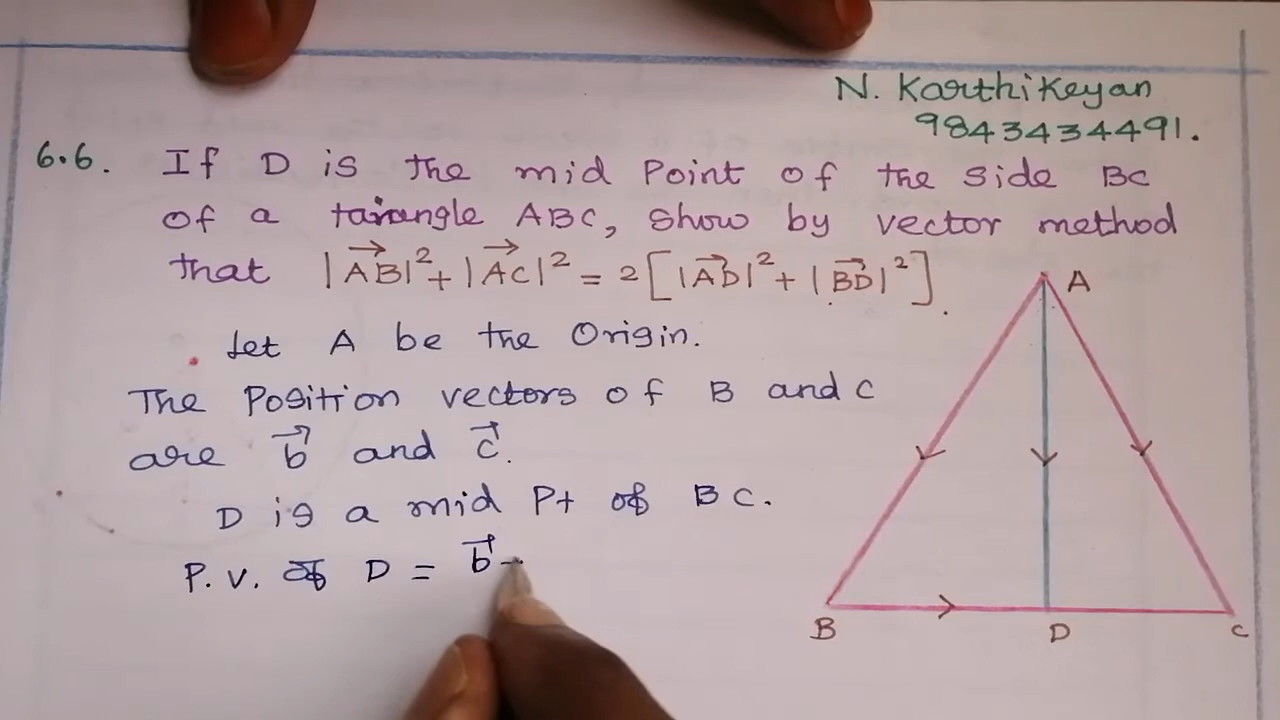 N. Karthikeyan
9843434491.
6.6. If D is the mid Point of the side BC
of a taiangle ABC, show by vector method
that |AB⃗|² + |AC⃗|² = 2[|AD⃗|² + |BD⃗|²].
Let A be the Origin.
The Position vectors of B and C
are b⃗ and c⃗.
D is a mid Pt of BC.
P.V. of D = b⃗ -
A
B
D
C